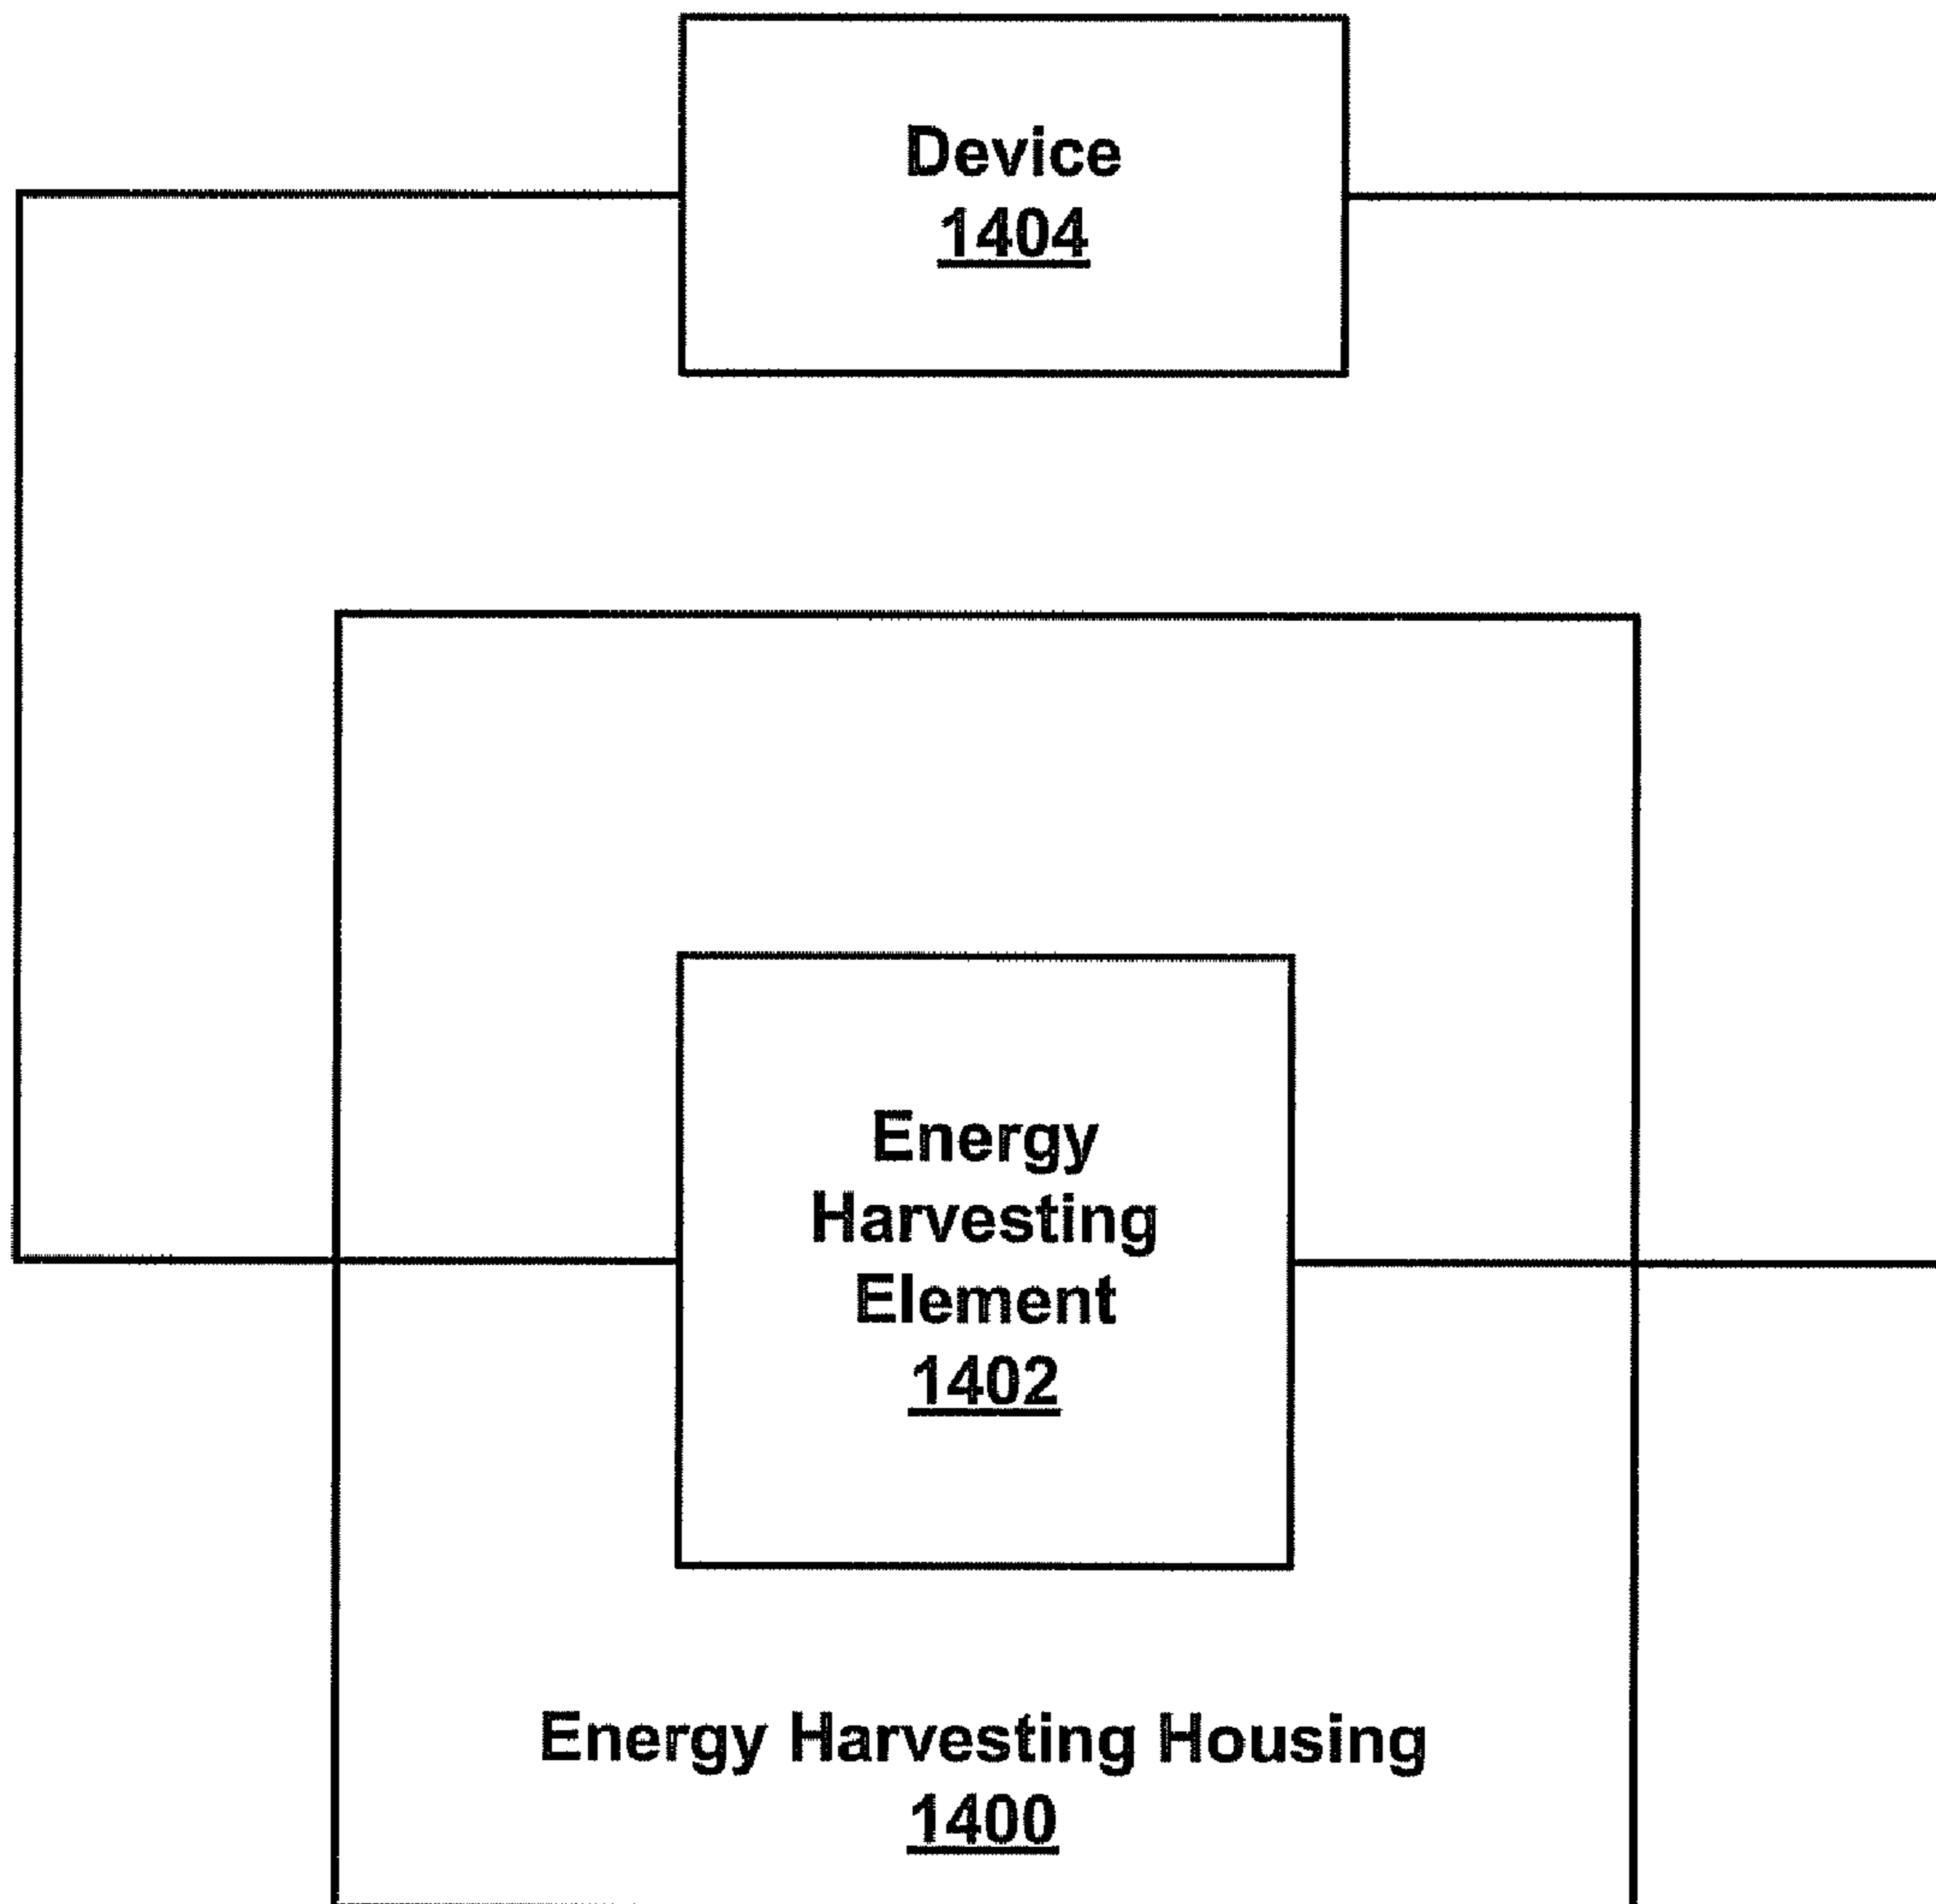 Device
1404
Energy
Harvesting
Element
1402
Energy Harvesting Housing
1400